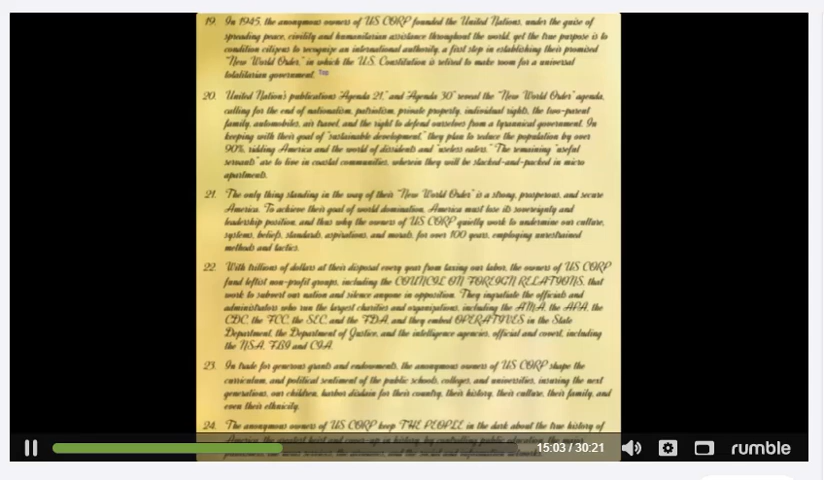 19. In 1945, the anonymous owners of US CORP founded the United Nations, under the guise of
spreading peace, civility and humanitarian assistance throughout the world, yet the true purpose is to
condition citizens to recognize an international authority, a first step in establishing their promised
"New World Order," in which the U.S. Constitution is retired to make room for a universal
totalitarian government. Top
20. United Nation's publications "Agenda 21," and "Agenda 30" reveal the "New World Order" agenda,
calling for the end of nationalism, patriotism, private property, individual rights, the two-parent
family, automobiles, air travel, and the right to defend ourselves from a tyrannical government. In
keeping with their goal of "sustainable development," they plan to reduce the population by over
90%, ridding America and the world of dissidents and "useless eaters." The remaining "useful
servants" are to live in coastal communities, wherein they will be stacked-and-packed in micro
apartments.
21. The only thing standing in the way of their "New World Order" is a strong, prosperous, and secure
America. To achieve their goal of world domination, America must lose its sovereignty and
leadership position, and thus why the owners of US CORP quietly work to undermine our culture,
systems, beliefs, standards, aspirations, and morals, for over 100 years, employing unrestrained
methods and tactics.
22. With trillions of dollars at their disposal every year from taxing our labor, the owners of US CORP
fund leftist non-profit groups, including the COUNCIL ON FOREIGN RELATIONS, that
work to subvert our nation and silence anyone in opposition. They ingratiate the officials and
administrators who run the largest charities and organizations, including the AMA, the APA, the
CDC, the FCC, the SEC, and the FDA, and they embed OPERATIVES in the State
Department, the Department of Justice, and the intelligence agencies, official and covert, including
the NSA, FBI and CIA.
23. In trade for generous grants and endowments, the anonymous owners of US CORP shape the
curriculum, and political sentiment of the public schools, colleges, and universities, insuring the next
generations, our children, harbor disdain for their country, their history, their culture, their family, and
even their ethnicity.
24. The anonymous owners of US CORP keep THE PEOPLE in the dark about the true history of
America, the greatest heist and cover-up in history, by controlling public education, the major
15:03 / 30:21
rumble